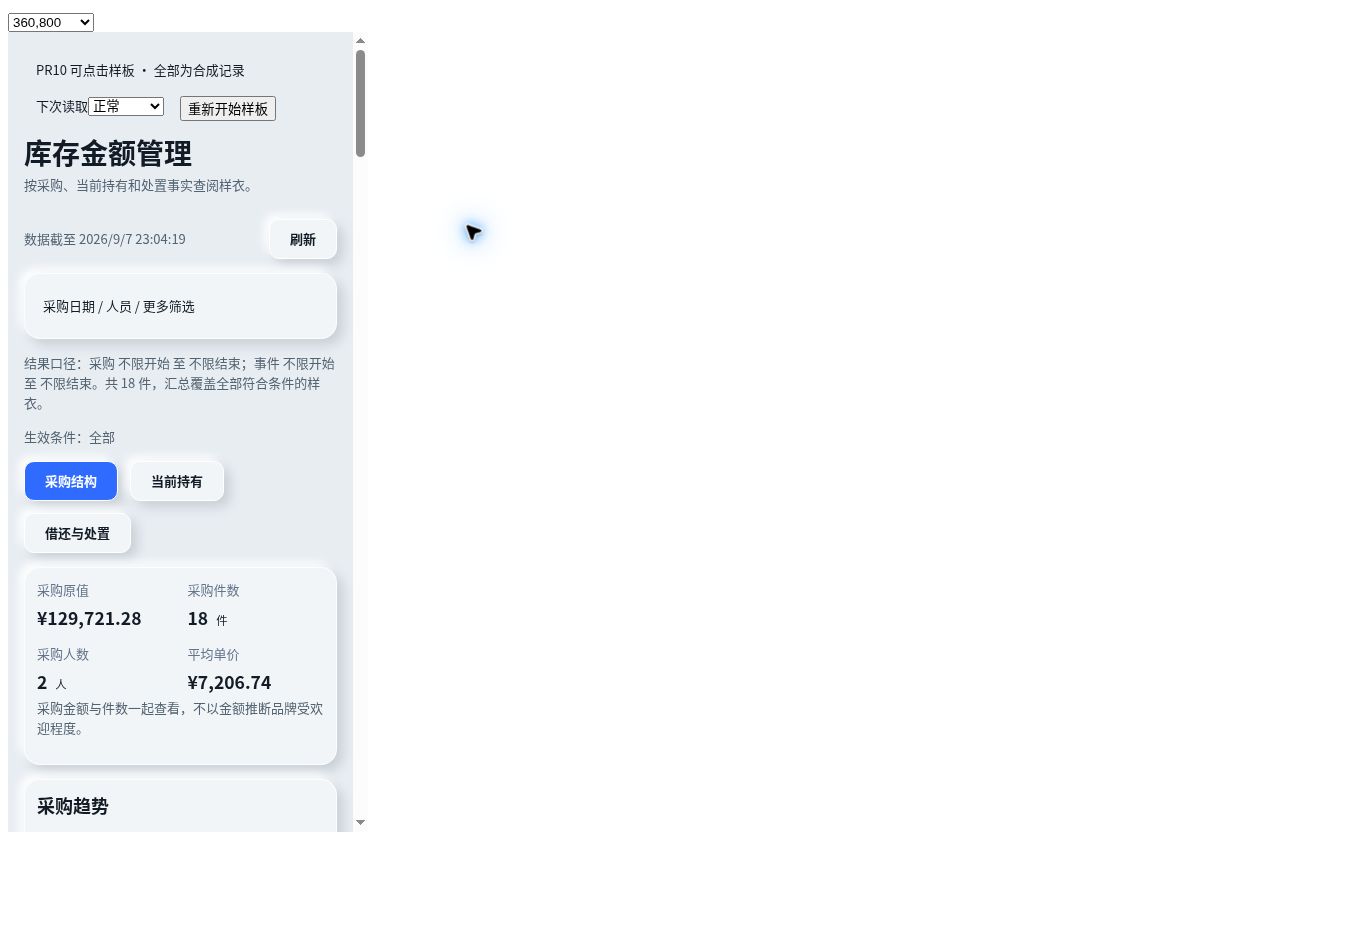 360,800
PR10 可点击样板 · 全部为合成记录
下次读取 正常 重新开始样板
库存金额管理
按采购、当前持有和处置事实查阅样衣。
数据截至 2026/9/7 23:04:19 刷新
采购日期 / 人员 / 更多筛选
结果口径：采购 不限开始 至 不限结束；事件 不限开始
至 不限结束。共 18 件，汇总覆盖全部符合条件的样
衣。
生效条件：全部
采购结构 当前持有
借还与处置
采购原值 采购件数
¥129,721.28 18 件
采购人数 平均单价
2 人 ¥7,206.74
采购金额与件数一起查看，不以金额推断品牌受欢
迎程度。
采购趋势